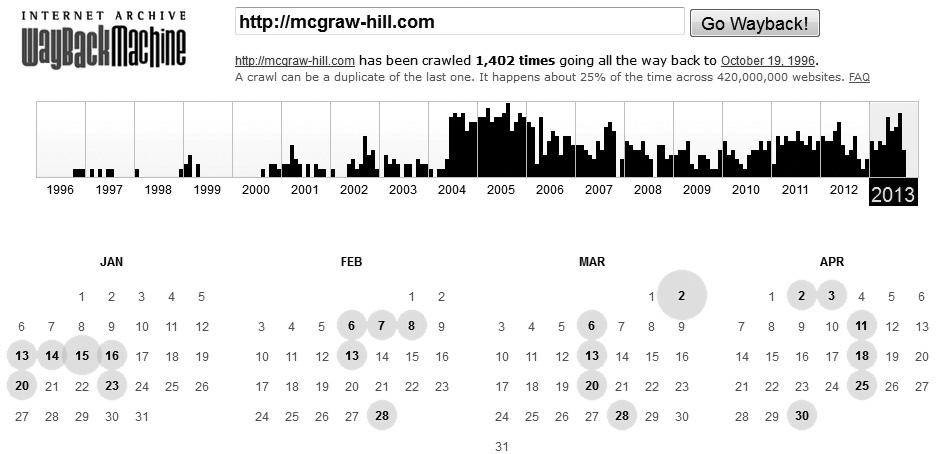 INTERNET ARCHIVE
WayBackMachine
http://mcgraw-hill.com Go Wayback!
http://mcgraw-hill.com has been crawled 1,402 times going all the way back to October 19, 1996.
A crawl can be a duplicate of the last one. It happens about 25% of the time across 420,000,000 websites. FAQ
1996 1997 1998 1999 2000 2001 2002 2003 2004 2005 2006 2007 2008 2009 2010 2011 2012 2013
JAN FEB MAR APR
1 2 3 4 5 1 2 1 2 1 2 3 4 5 6
6 7 8 9 10 11 12 3 4 5 6 7 8 9 3 4 5 6 7 8 9 7 8 9 10 11 12 13
13 14 15 16 17 18 19 10 11 12 13 14 15 16 10 11 12 13 14 15 16 14 15 16 17 18 19 20
20 21 22 23 24 25 26 17 18 19 20 21 22 23 17 18 19 20 21 22 23 21 22 23 24 25 26 27
27 28 29 30 31 24 25 26 27 28 24 25 26 27 28 29 30 28 29 30
31